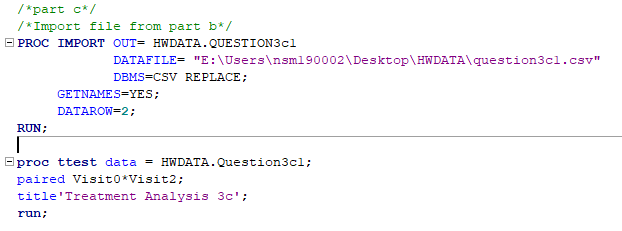 /*part c*/
/*Import file from part b*/
PROC IMPORT OUT= HWDATA.QUESTION3c1
DATAFILE= "E:\Users\nsm190002\Desktop\HWDATA\question3c1.csv"
DBMS=CSV REPLACE;
GETNAMES=YES;
DATAROW=2;
RUN;
proc ttest data = HWDATA.Question3c1;
paired Visit0*Visit2;
title'Treatment Analysis 3c';
run;